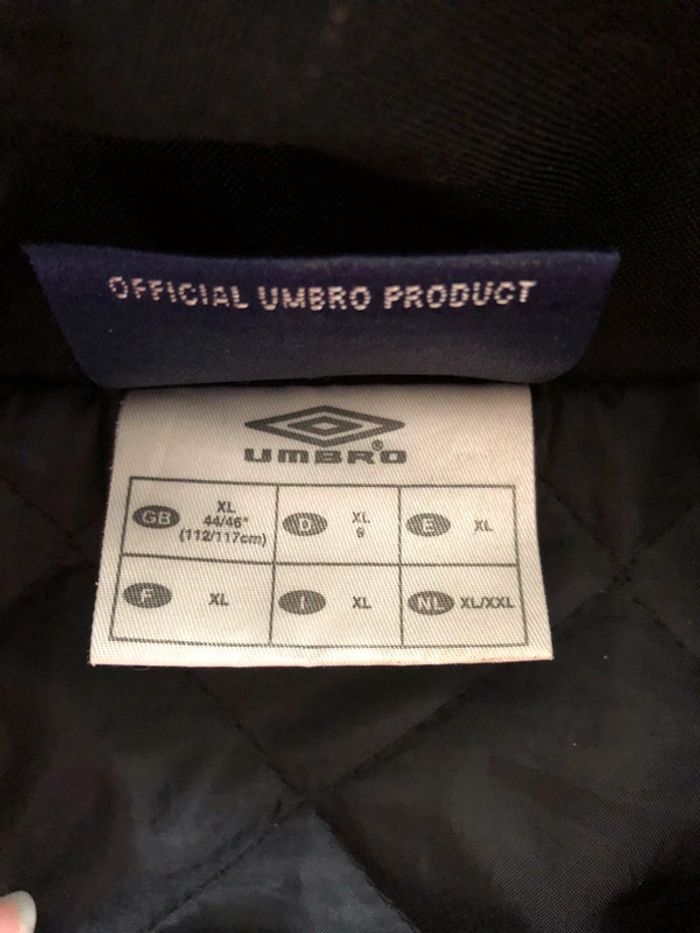 OFFICIAL UMBRO PRODUCT
UMBRO®
GB XL
44/46"
(112/117cm)
D XL
9
E XL
F XL
I XL
NL XL/XXL